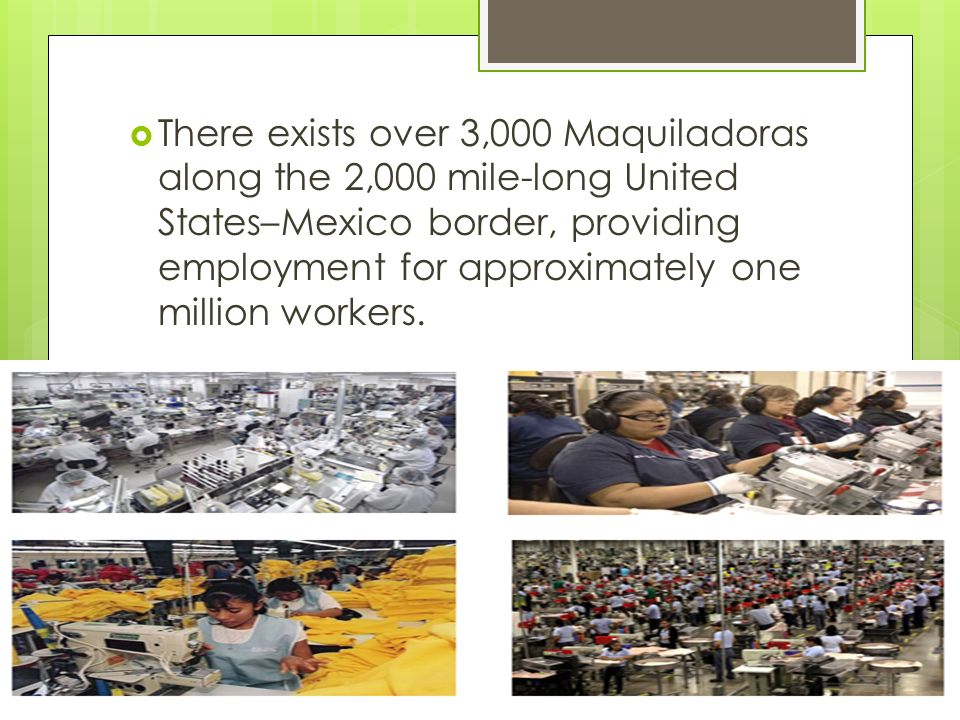 There exists over 3,000 Maquiladoras
along the 2,000 mile-long United
States–Mexico border, providing
employment for approximately one
million workers.